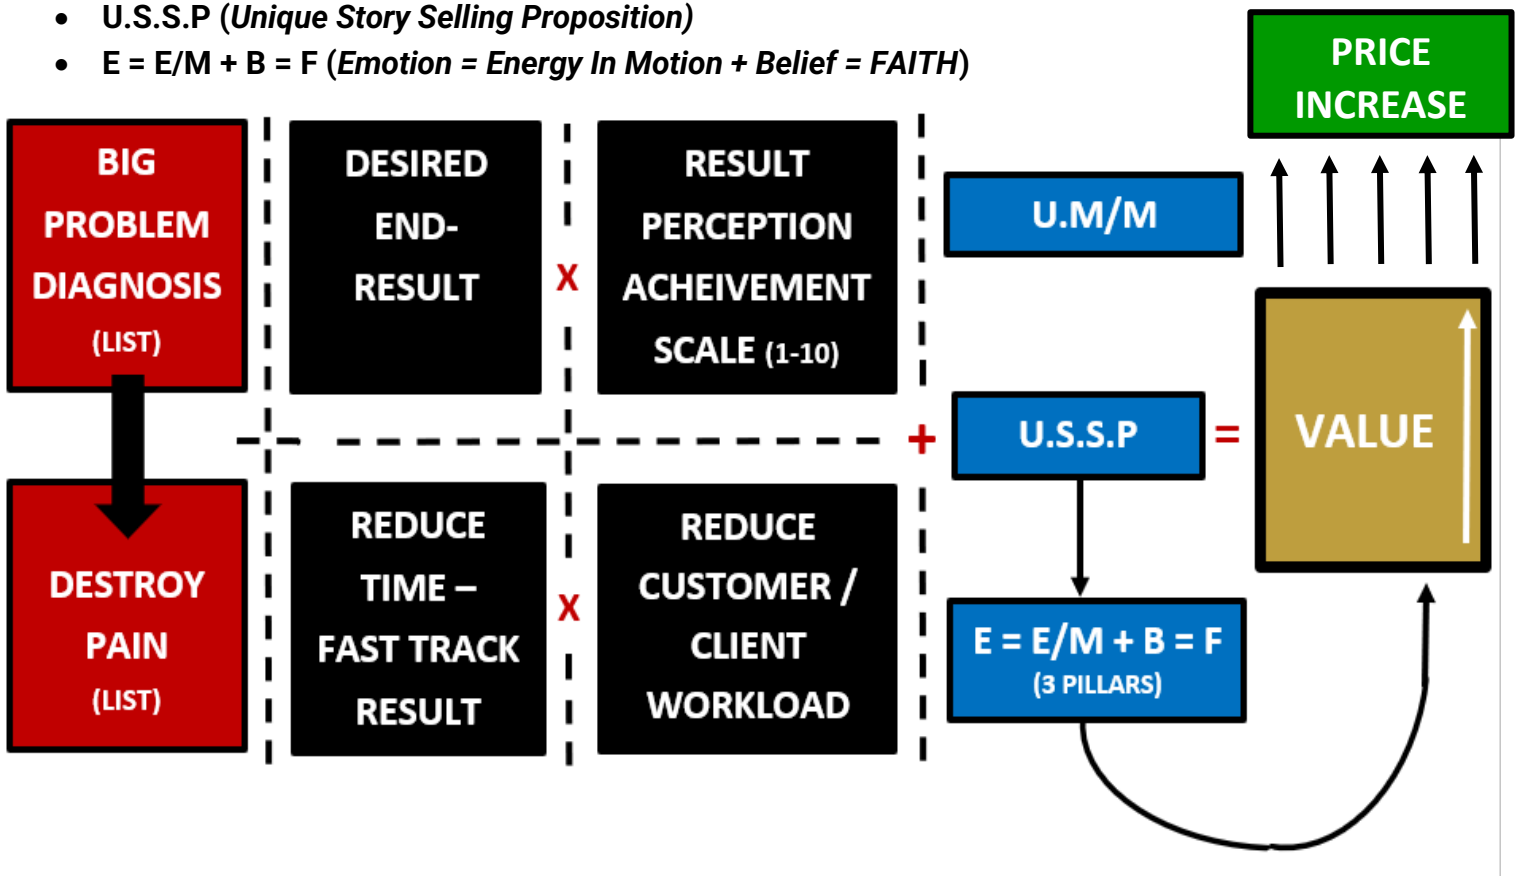 • U.S.S.P (Unique Story Selling Proposition)
• E = E/M + B = F (Emotion = Energy In Motion + Belief = FAITH)
PRICE
INCREASE
BIG
PROBLEM
DIAGNOSIS
(LIST)
DESIRED
END-
RESULT
X
RESULT
PERCEPTION
ACHEIVEMENT
SCALE (1-10)
U.M/M
DESTROY
PAIN
(LIST)
REDUCE
TIME –
FAST TRACK
RESULT
X
REDUCE
CUSTOMER /
CLIENT
WORKLOAD
+
U.S.S.P
=
E = E/M + B = F
(3 PILLARS)
VALUE